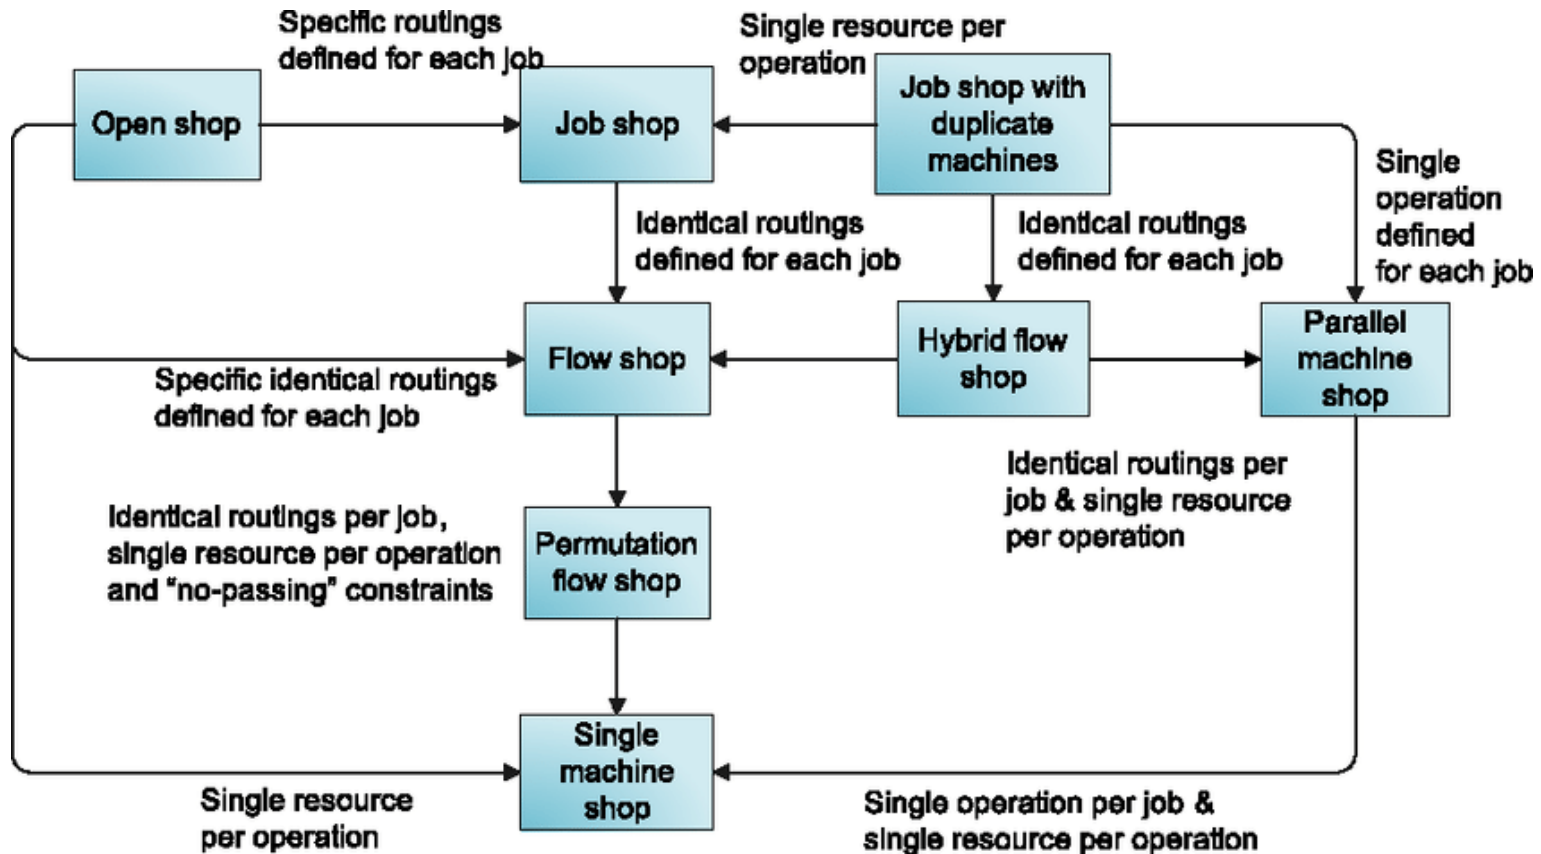 Specific routings
defined for each job
Single resource per
operation
Open shop
Job shop
Job shop with
duplicate
machines
Single
operation
defined
for each job
Identical routings
defined for each job
Identical routings
defined for each job
Flow shop
Hybrid flow
shop
Parallel
machine
shop
Specific identical routings
defined for each job
Identical routings per
job & single resource
per operation
Identical routings per job,
single resource per operation
and "no-passing" constraints
Permutation
flow shop
Single
machine
shop
Single resource
per operation
Single operation per job &
single resource per operation